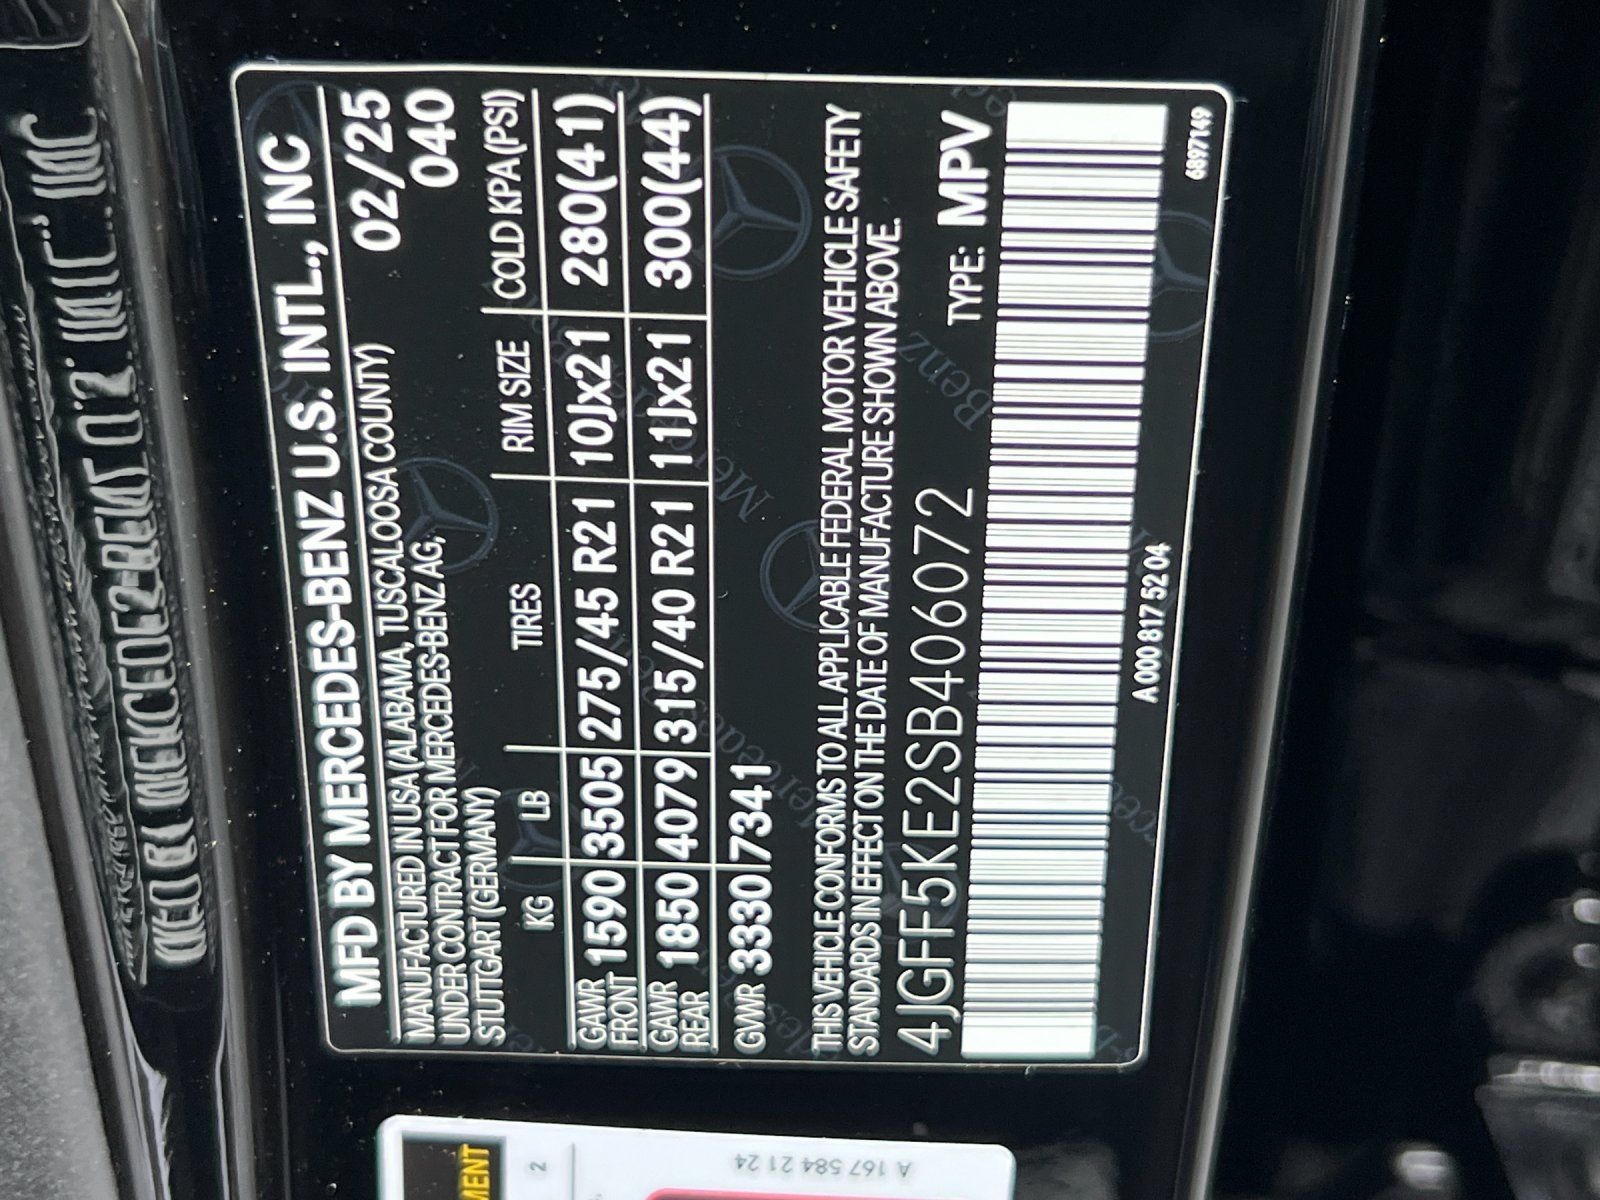 MFD BY MERCEDES-BENZ U.S. INTL., INC
MANUFACTURED IN USA (ALABAMA, TUSCALOOSA COUNTY) 02/25
UNDER CONTRACT FOR MERCEDES-BENZ AG, 040
STUTTGART (GERMANY)
KG LB TIRES RIM SIZE COLD KPA(PSI)
GAWR FRONT 1590 3505 275/45 R21 10Jx21 280(41)
GAWR REAR 1850 4079 315/40 R21 11Jx21 300(44)
GVWR 3330 7341
THIS VEHICLE CONFORMS TO ALL APPLICABLE FEDERAL MOTOR VEHICLE SAFETY
STANDARDS IN EFFECT ON THE DATE OF MANUFACTURE SHOWN ABOVE.
4JGFF5KE2SB406072 TYPE: MPV
A 000 817 52 04 6897149
MENT
2
A 167 584 21 24